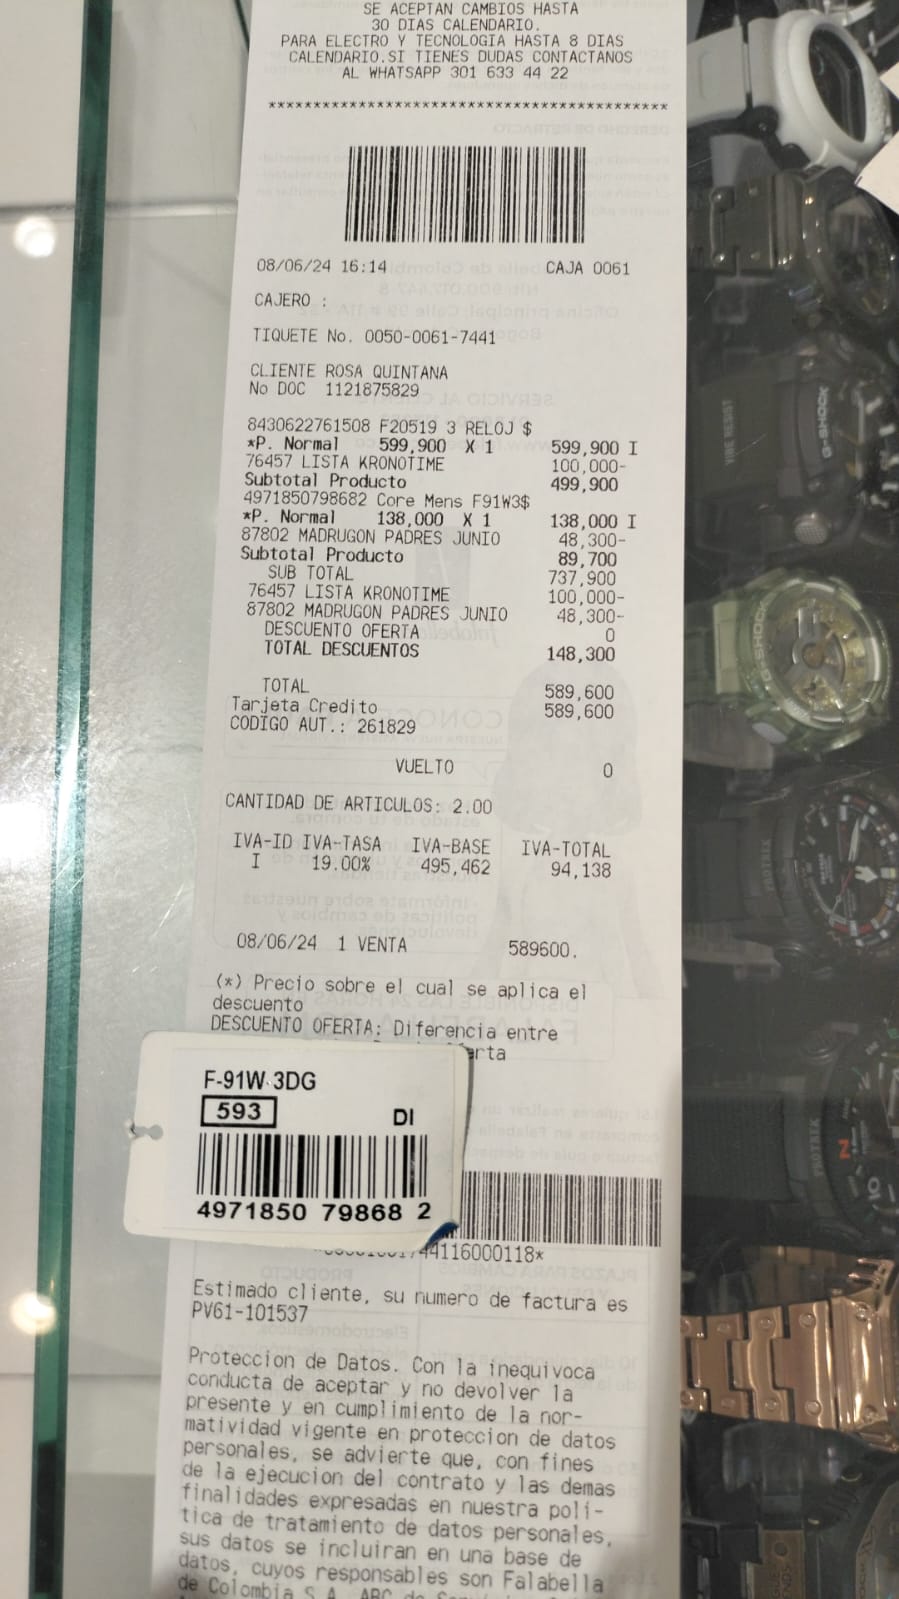 SE ACEPTAN CAMBIOS HASTA
30 DIAS CALENDARIO.
PARA ELECTRO Y TECNOLOGIA HASTA 8 DIAS
CALENDARIO.SI TIENES DUDAS CONTACTANOS
AL WHATSAPP 301 633 44 22
********************************************
08/06/24 16:14 CAJA 0061
CAJERO :
TIQUETE No. 0050-0061-7441
CLIENTE ROSA QUINTANA
No DOC 1121875829
8430622761508 F20519 3 RELOJ $
*P. Normal 599,900 X 1 599,900 I
76457 LISTA KRONOTIME 100,000-
Subtotal Producto 499,900
4971850798682 Core Mens F91W3$
*P. Normal 138,000 X 1 138,000 I
87802 MADRUGON PADRES JUNIO 48,300-
Subtotal Producto 89,700
SUB TOTAL 737,900
76457 LISTA KRONOTIME 100,000-
87802 MADRUGON PADRES JUNIO 48,300-
DESCUENTO OFERTA 0
TOTAL DESCUENTOS 148,300
TOTAL 589,600
Tarjeta Credito 589,600
CODIGO AUT.: 261829
VUELTO 0
CANTIDAD DE ARTICULOS: 2.00
IVA-ID IVA-TASA IVA-BASE IVA-TOTAL
I 19.00% 495,462 94,138
08/06/24 1 VENTA 589600.
(*) Precio sobre el cual se aplica el
descuento
DESCUENTO OFERTA: Diferencia entre
erta
F-91W-3DG
593 DI
4971850 79868 2
44116000118*
Estimado cliente, su numero de factura es
PV61-101537
Proteccion de Datos. Con la inequivoca
conducta de aceptar y no devolver la
presente y en cumplimiento de la nor-
matividad vigente en proteccion de datos
personales, se advierte que, con fines
de la ejecucion del contrato y las demas
finalidades expresadas en nuestra poli-
tica de tratamiento de datos personales,
sus datos se incluiran en una base de
datos, cuyos responsables son Falabella
de Colombia S.A.
G-SHOCK
G-SHOCK
PROTREK
PROTREK